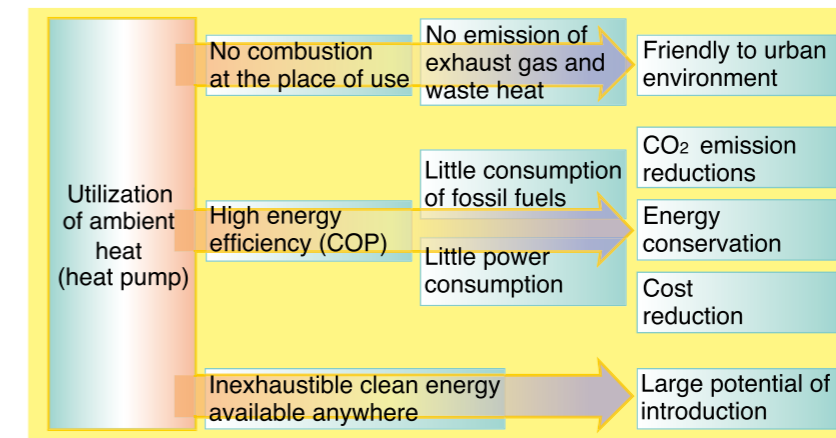 Utilization
of ambient
heat
(heat pump)
No combustion
at the place of use
No emission of
exhaust gas and
waste heat
Friendly to urban
environment
High energy
efficiency (COP)
Little consumption
of fossil fuels
Little power
consumption
CO2 emission
reductions
Energy
conservation
Cost
reduction
Inexhaustible clean energy
available anywhere
Large potential of
introduction